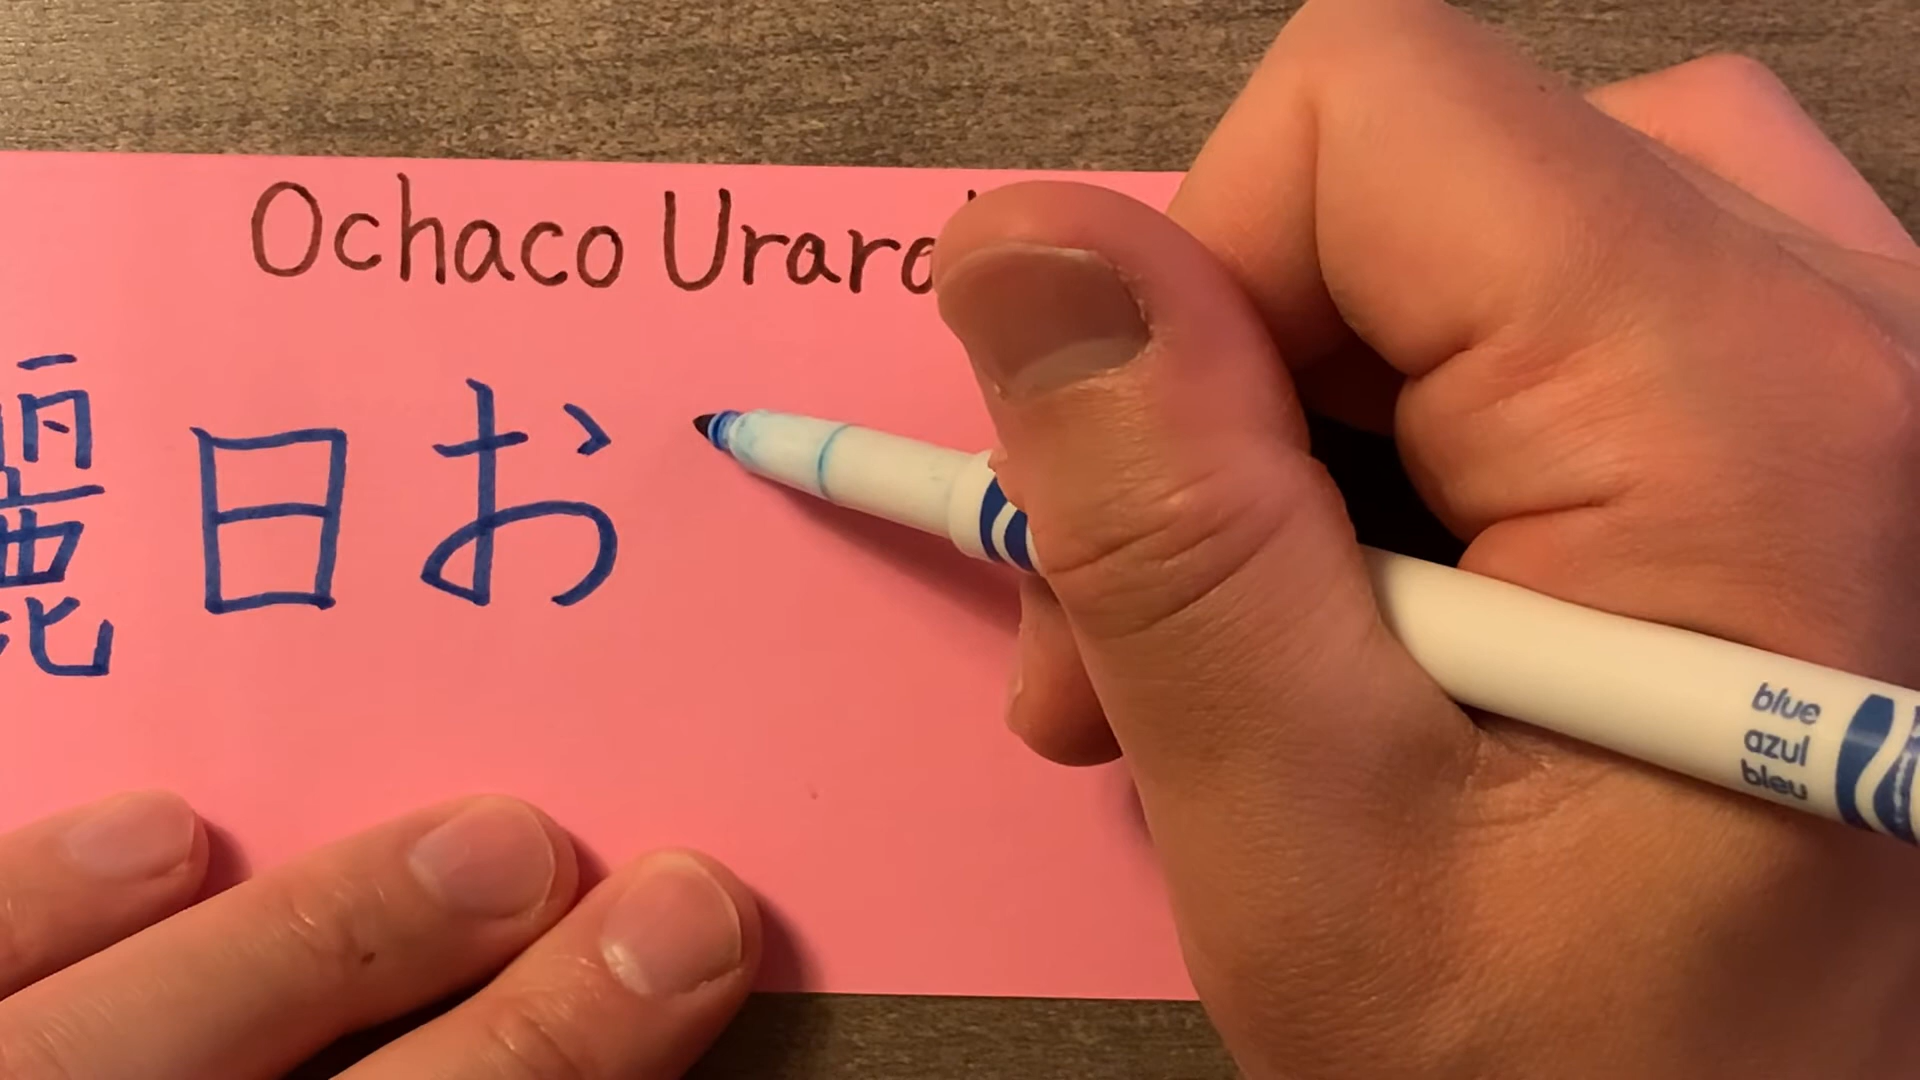 Ochaco Urara
麗日お
blue
azul
bleu